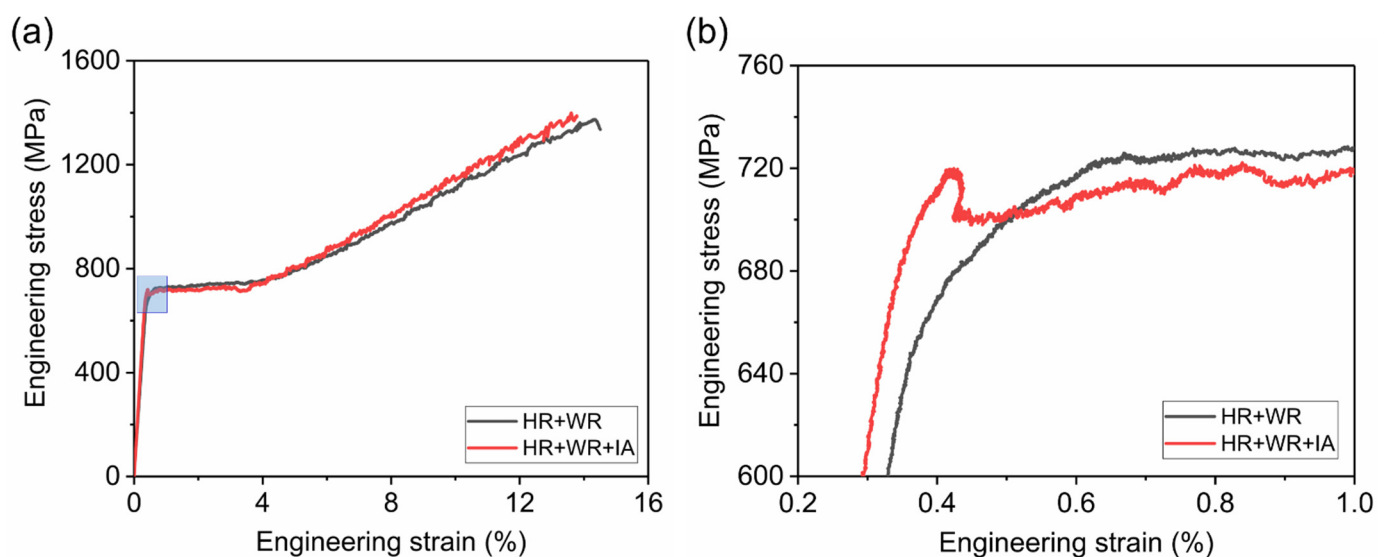 (a)
1600
1200
800
400
0
0
4
8
12
16
Engineering stress (MPa)
Engineering strain (%)
HR+WR
HR+WR+IA
(b)
760
720
680
640
600
0.2
0.4
0.6
0.8
1.0
Engineering stress (MPa)
Engineering strain (%)
HR+WR
HR+WR+IA